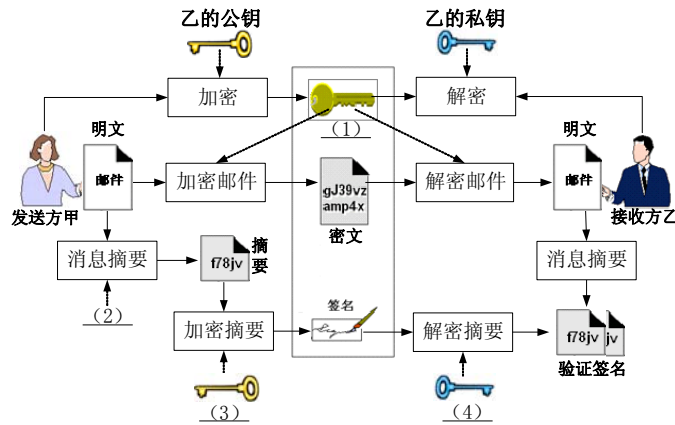 乙的公钥
乙的私钥
加密
解密
(1)
明文
明文
邮件
加密邮件
gJ39vz
amp4x
解密邮件
邮件
发送方甲
密文
接收方乙
消息摘要
f78jv
摘要
消息摘要
(2)
签名
加密摘要
解密摘要
f78jv
jv
验证签名
(3)
(4)